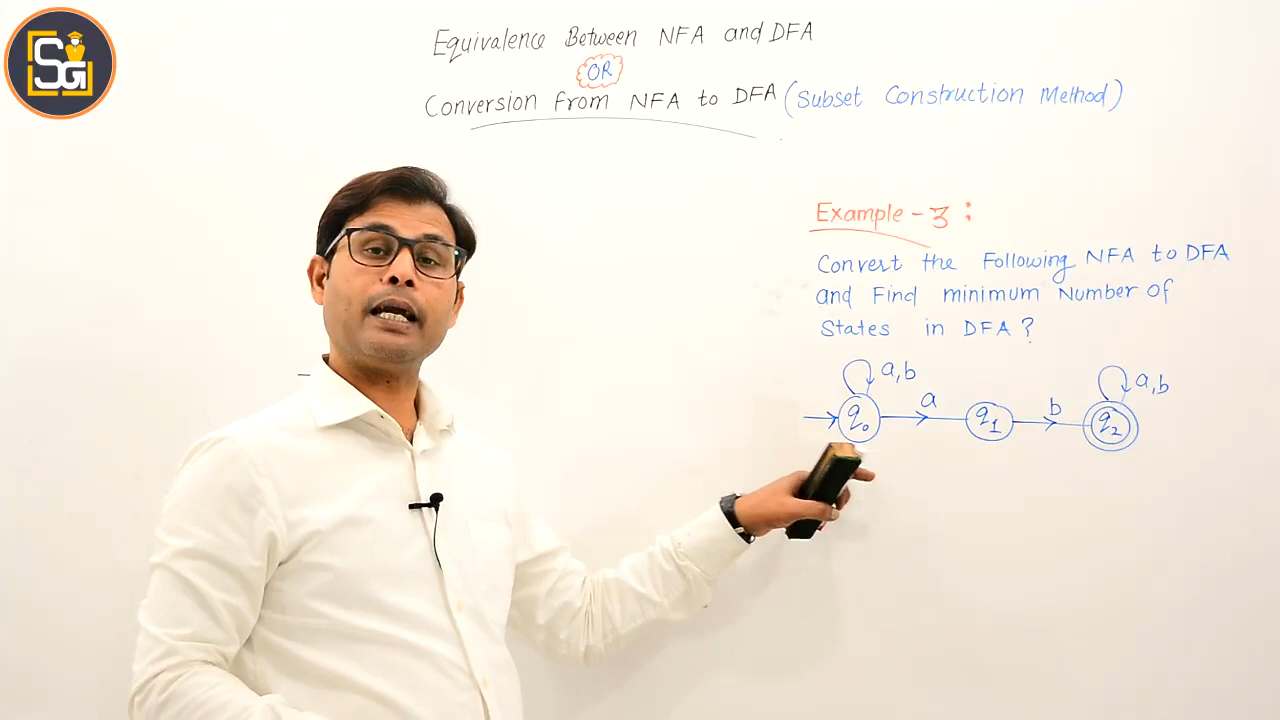 SG
Equivalence Between NFA and DFA
OR
Conversion from NFA to DFA (Subset Construction Method)
Example - 3 :
Convert the Following NFA to DFA
and Find minimum Number of
States in DFA ?
a,b
a,b
a
b
q₀
q₁
q₂